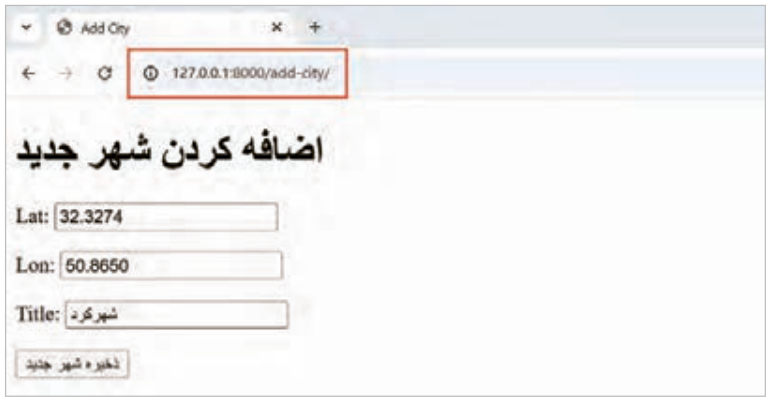 Add City
127.0.0.1:8000/add-city/
اضافه کردن شهر جدید
Lat: 32.3274
Lon: 50.8650
Title: شهرکرد
ذخیره شهر جدید